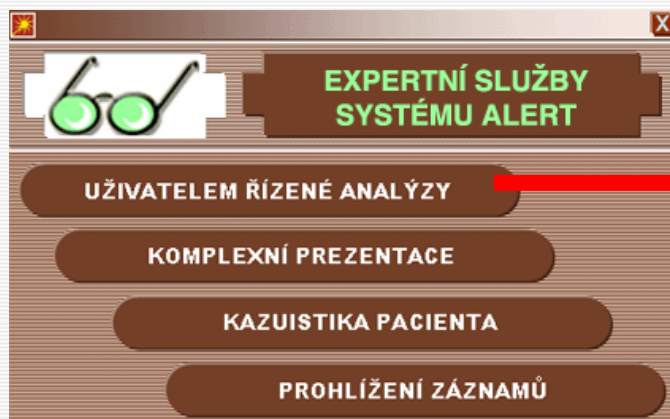 EXPERTNÍ SLUŽBY
SYSTÉMU ALERT
UŽIVATELEM ŘÍZENÉ ANALÝZY
KOMPLEXNÍ PREZENTACE
KAZUISTIKA PACIENTA
PROHLÍŽENÍ ZÁZNAMŮ